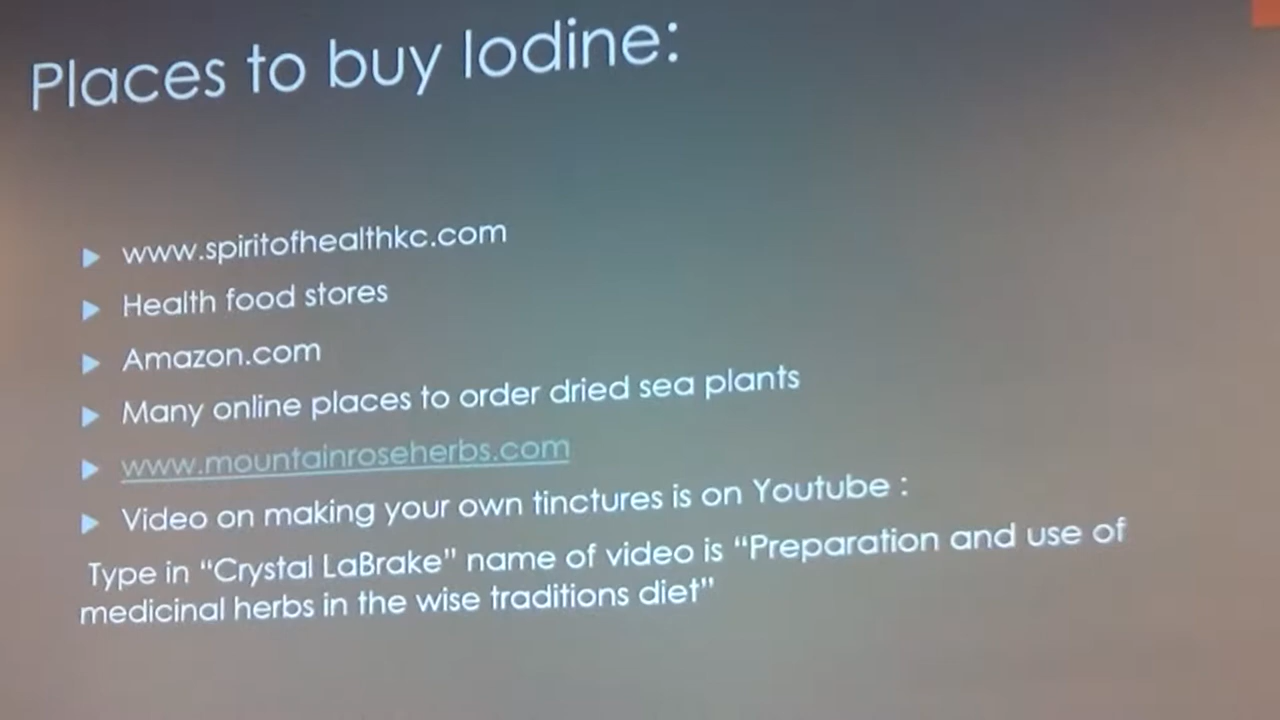 Places to buy Iodine:
www.spiritofhealthkc.com
Health food stores
Amazon.com
Many online places to order dried sea plants
www.mountainroseherbs.com
Video on making your own tinctures is on Youtube :
Type in “Crystal LaBrake” name of video is “Preparation and use of
medicinal herbs in the wise traditions diet”